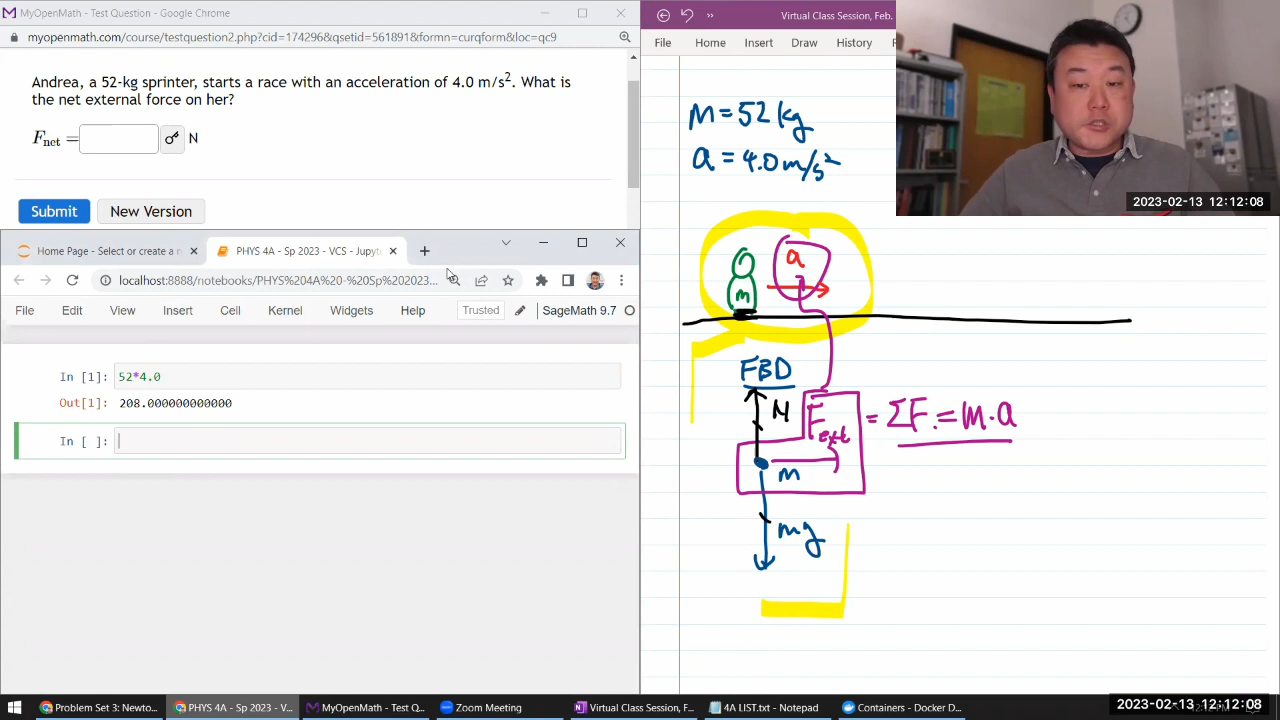 MyOpenMath - Test Question - Google Chrome
myopenmath.com/course/testquestion2.php?cid=174296&qsetid=561891&formn=curqform&loc=qc9
Andrea, a 52-kg sprinter, starts a race with an acceleration of 4.0 m/s². What is
the net external force on her?
Fnet = N
Submit New Version
Home Pa
PHYS 4A - Sp 2023 - VCS - Jupyt
localhost:8888/notebooks/PHYS%204A%20-%20Sp%202023...
File Edit View Insert Cell Kernel Widgets Help Trusted SageMath 9.7
In [1]: 52*4.0
Out[1]: 208.000000000000
In [ ]:
Virtual Class Session, Feb.
File Home Insert Draw History
M = 52 kg
a = 4.0 m/s²
a
m
FBD
N
Fext = ΣF = m·a
m
mg
2023-02-13 12:12:08
Problem Set 3: Newto...
PHYS 4A - Sp 2023 - V...
MyOpenMath - Test Q...
Zoom Meeting
Virtual Class Session, F...
4A LIST.txt - Notepad
Containers - Docker D...
2023-02-13 12:12:08